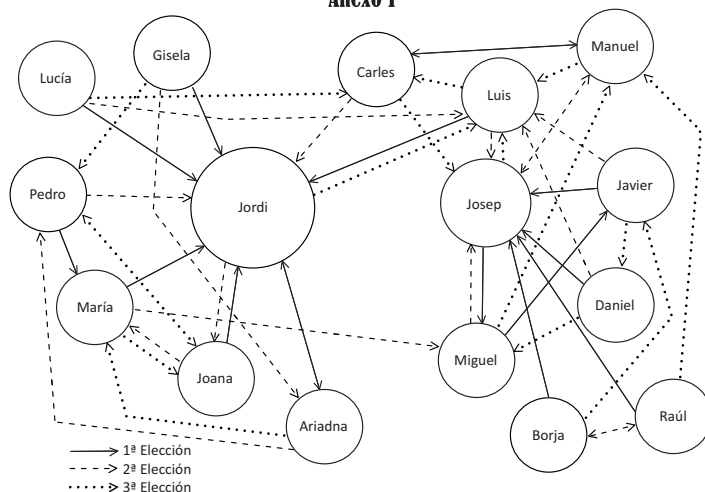 Anexo 1
Gisela
Manuel
Lucía
Carles
Luis
Pedro
Jordi
Josep
Javier
María
Daniel
Joana
Miguel
Ariadna
Borja
Raúl
1ª Elección
2ª Elección
3ª Elección